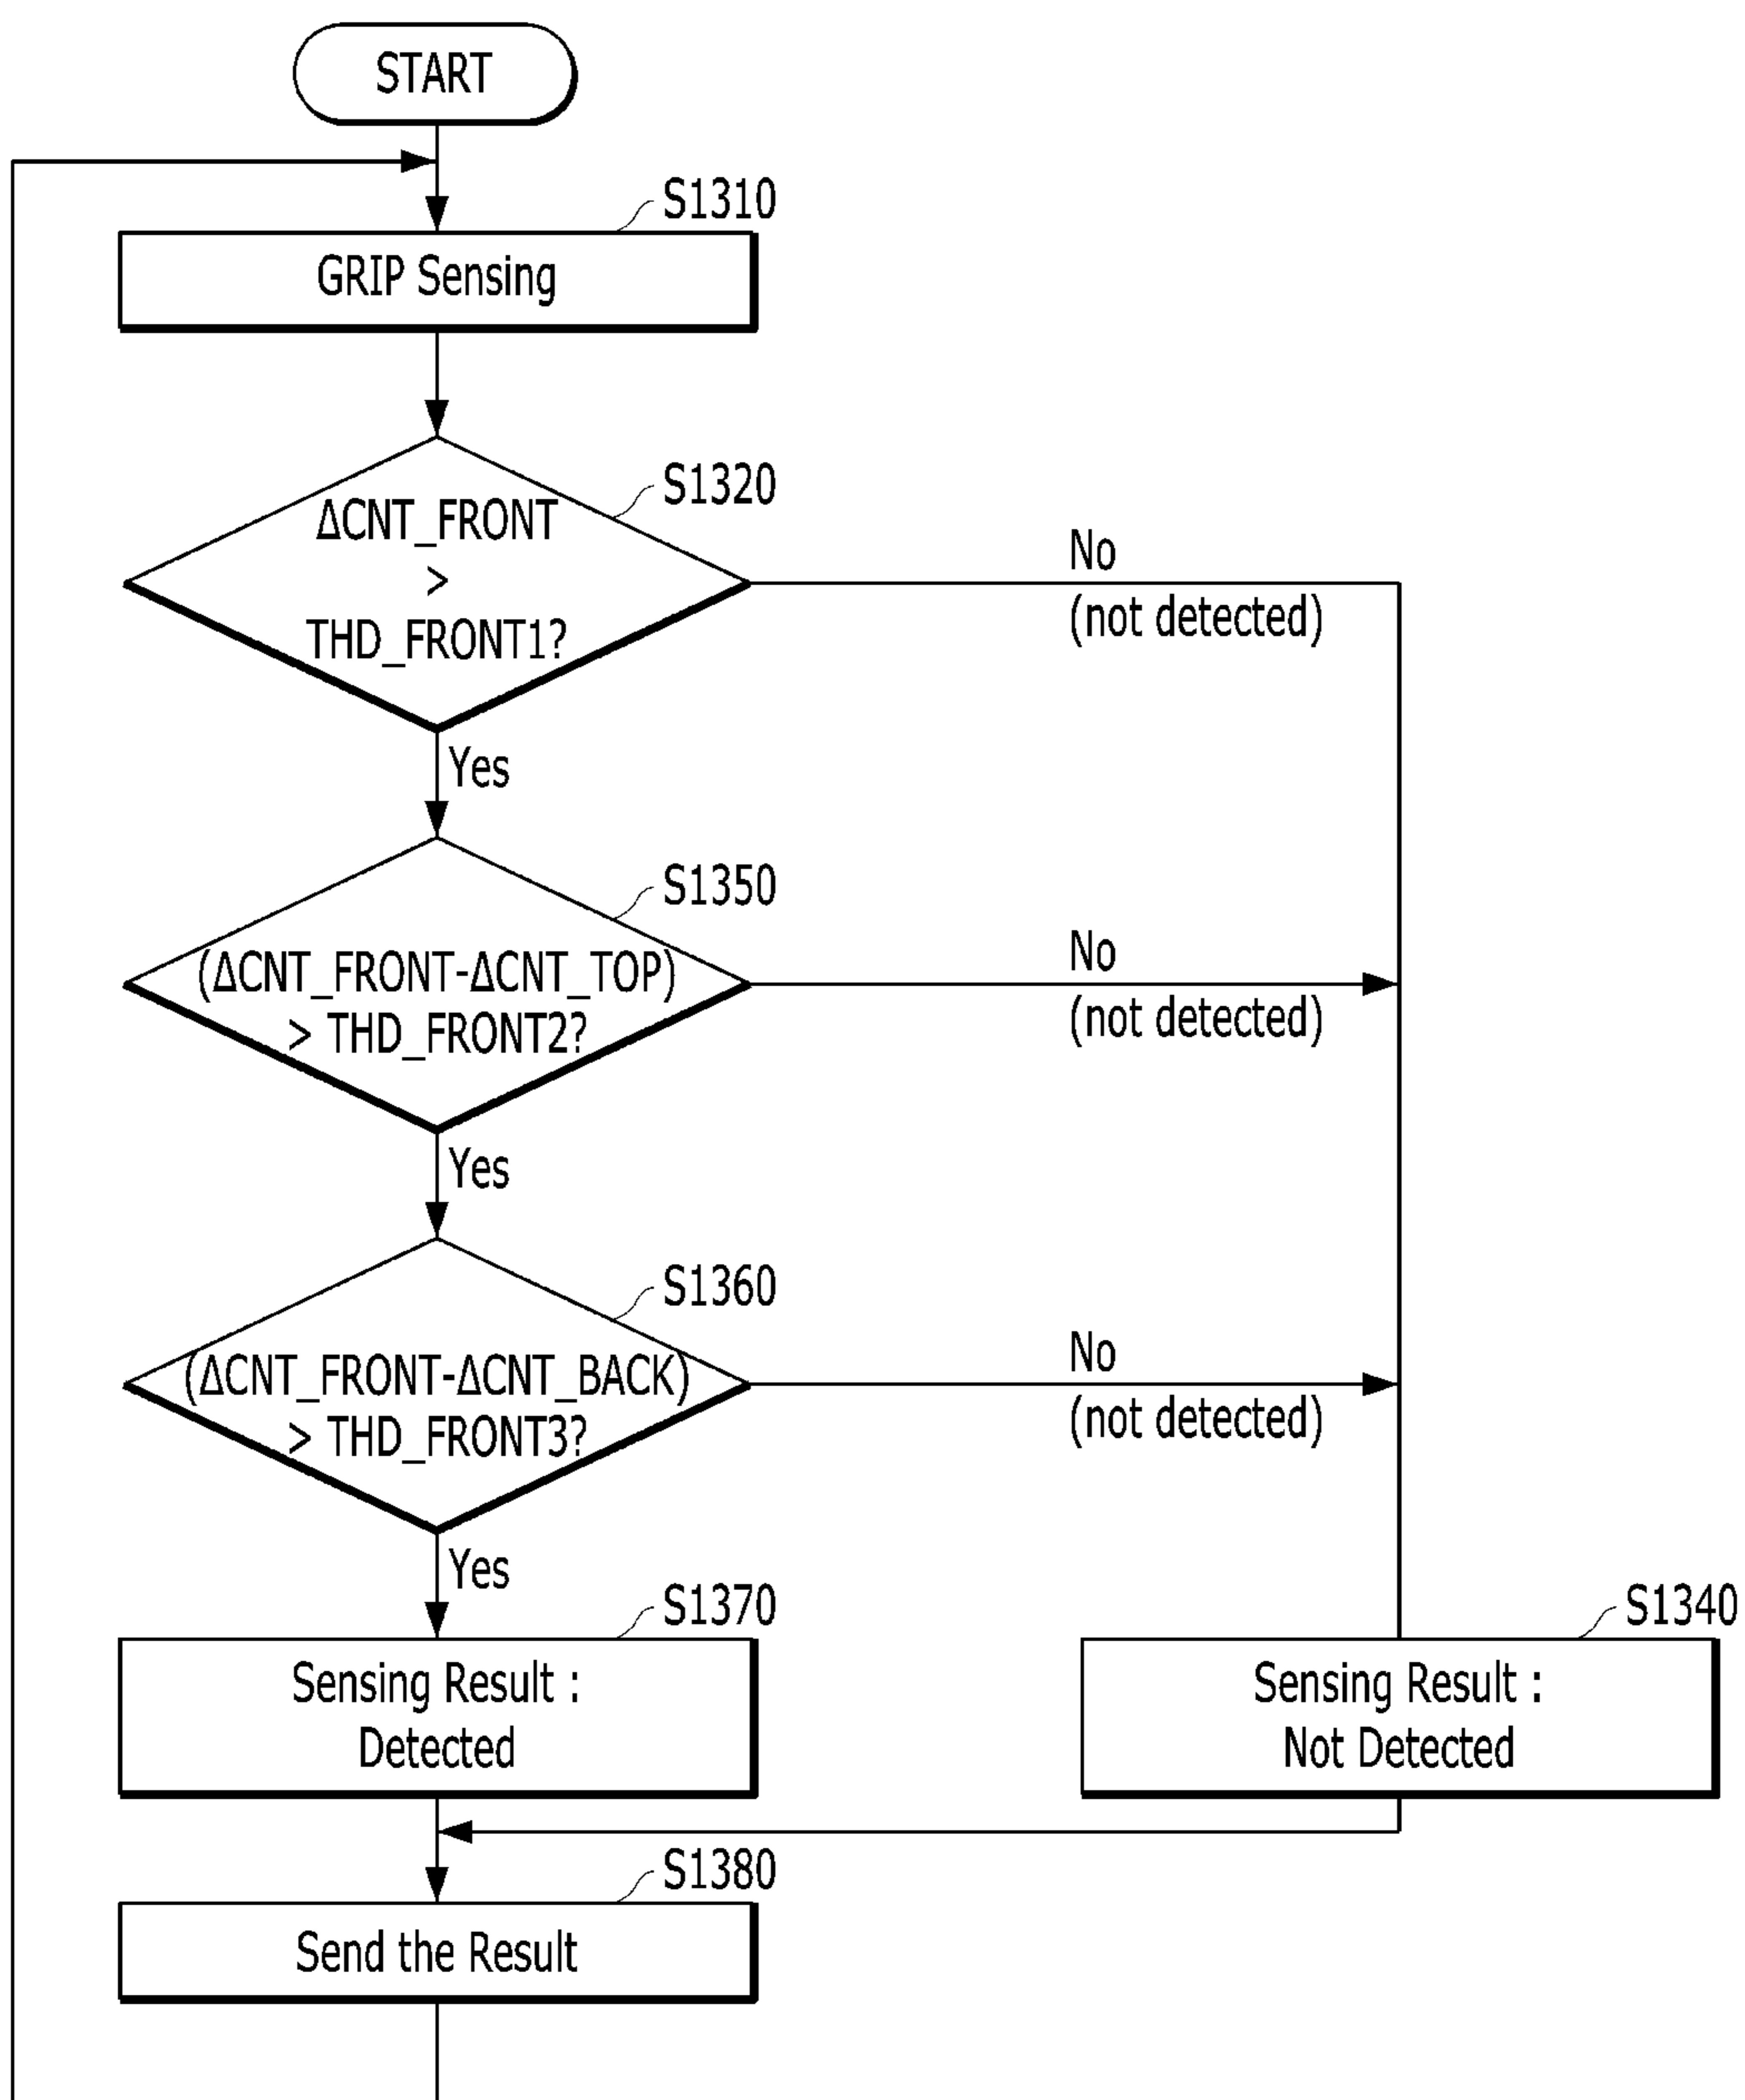 START
S1310
GRIP Sensing
S1320
ΔCNT_FRONT
>
THD_FRONT1?
No
(not detected)
Yes
S1350
(ΔCNT_FRONT-ΔCNT_TOP)
> THD_FRONT2?
No
(not detected)
Yes
S1360
(ΔCNT_FRONT-ΔCNT_BACK)
> THD_FRONT3?
No
(not detected)
Yes
S1370
Sensing Result :
Detected
S1340
Sensing Result :
Not Detected
S1380
Send the Result